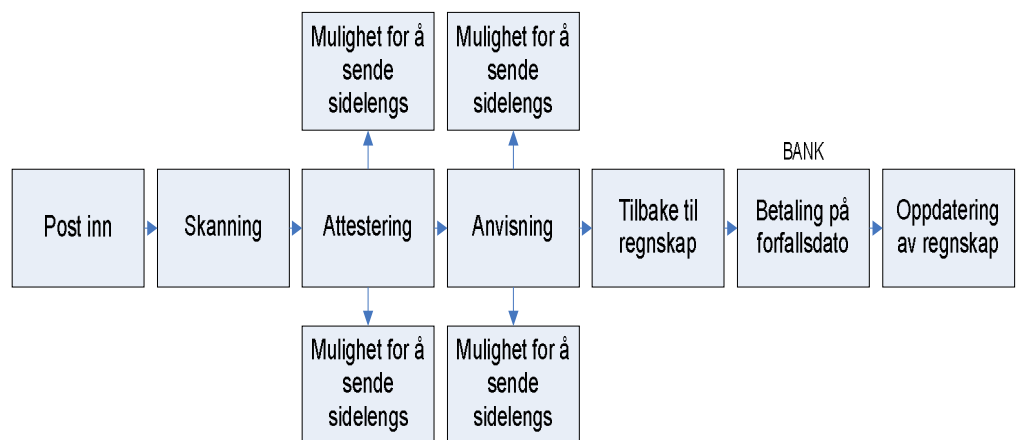 Mulighet for å
sende
sidelengs
Mulighet for å
sende
sidelengs
BANK
Post inn
Skanning
Attestering
Anvisning
Tilbake til
regnskap
Betaling på
forfallsdato
Oppdatering
av regnskap
Mulighet for å
sende
sidelengs
Mulighet for å
sende
sidelengs